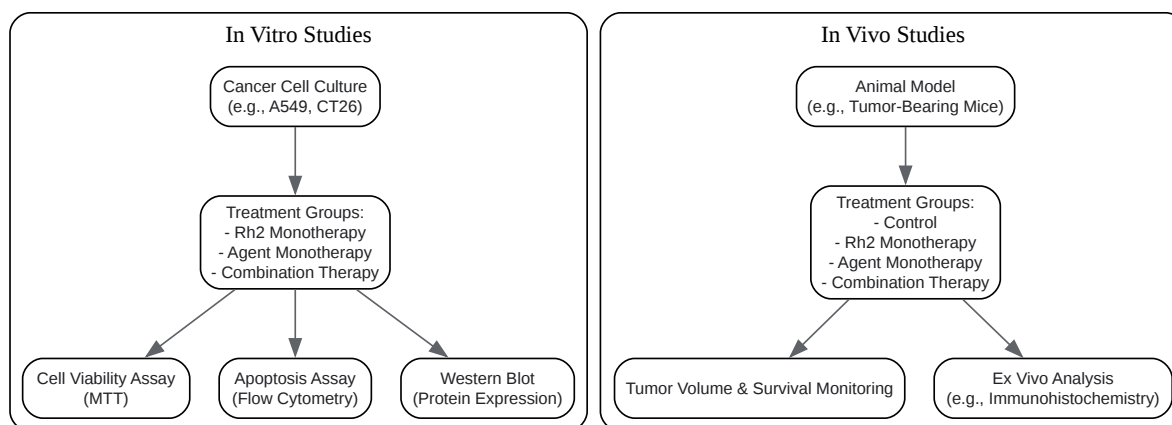 In Vitro Studies
Cancer Cell Culture
(e.g., A549, CT26)
Treatment Groups:
- Rh2 Monotherapy
- Agent Monotherapy
- Combination Therapy
Cell Viability Assay
(MTT)
Apoptosis Assay
(Flow Cytometry)
Western Blot
(Protein Expression)
In Vivo Studies
Animal Model
(e.g., Tumor-Bearing Mice)
Treatment Groups:
- Control
- Rh2 Monotherapy
- Agent Monotherapy
- Combination Therapy
Tumor Volume & Survival Monitoring
Ex Vivo Analysis
(e.g., Immunohistochemistry)